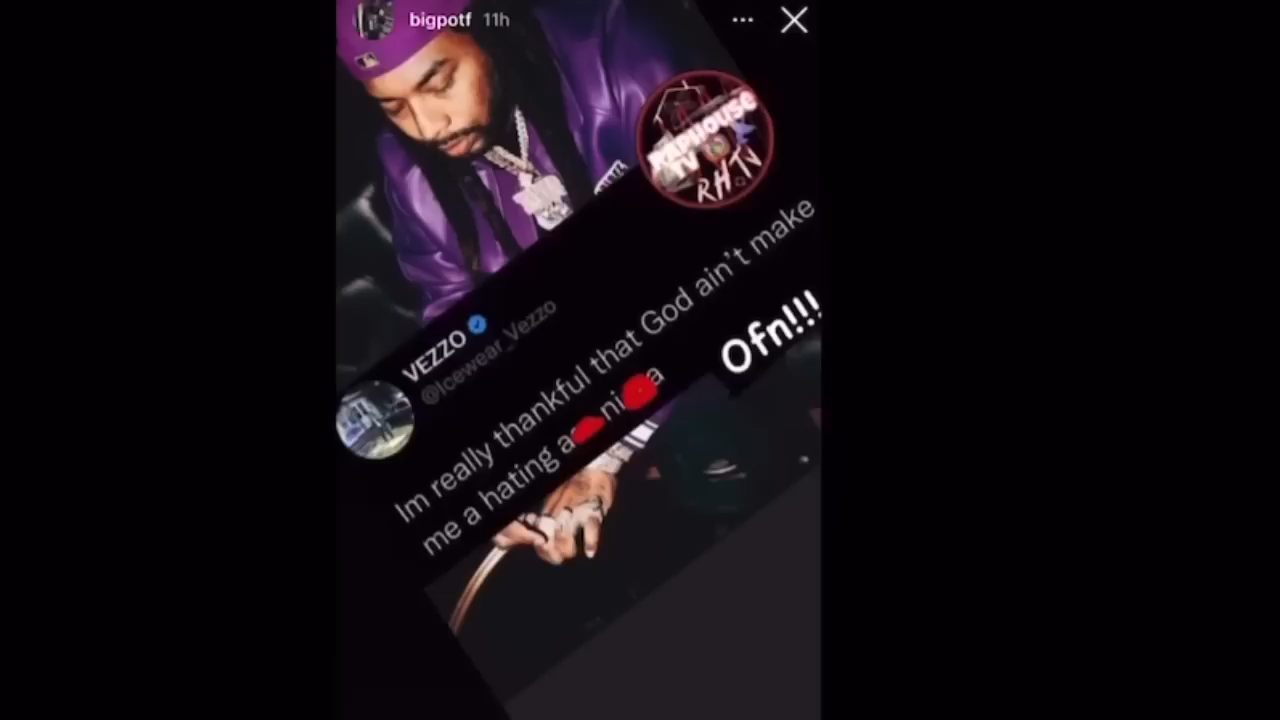 bigpotf 11h
RAPHOUSE
TV
RHTV
VEZZO
@Icewear_Vezzo
Im really thankful that God ain't make
me a hating a ni a
Ofn!!!